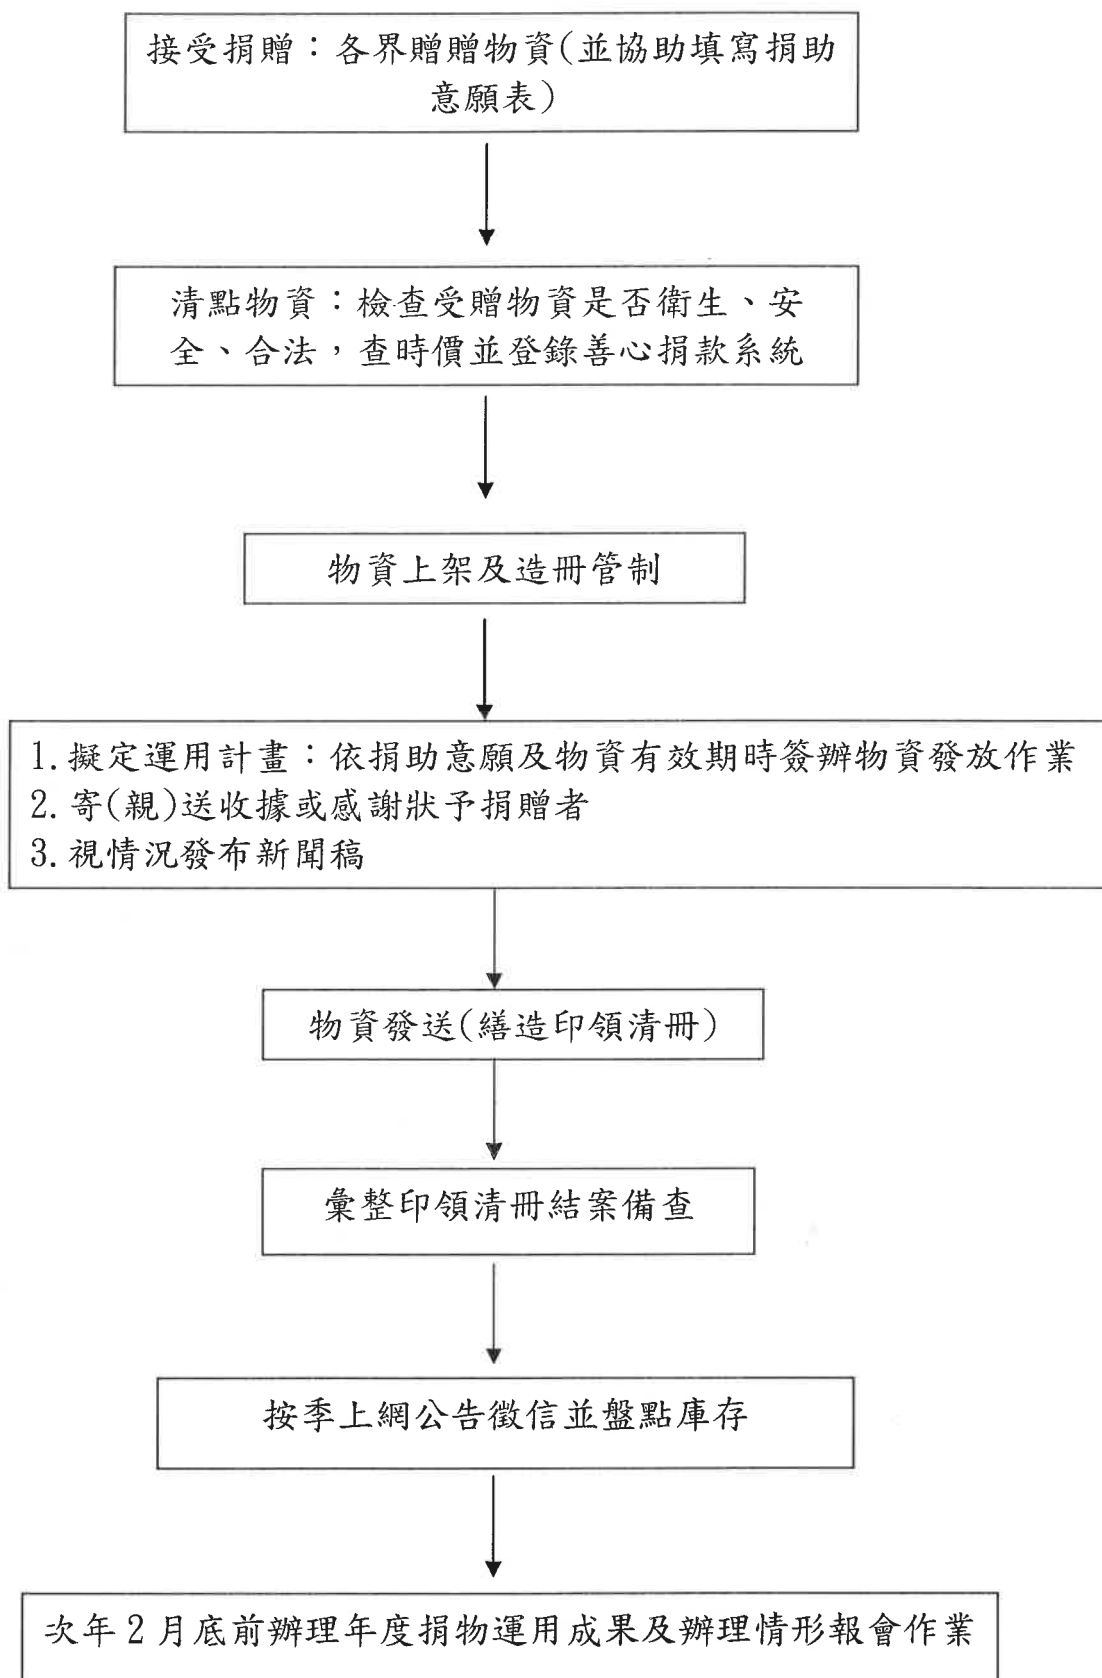 接受捐贈：各界贈贈物資(並協助填寫捐助
意願表)
清點物資：檢查受贈物資是否衛生、安
全、合法，查時價並登錄善心捐款系統
物資上架及造冊管制
1.擬定運用計畫：依捐助意願及物資有效期時簽辦物資發放作業
2.寄(親)送收據或感謝狀予捐贈者
3.視情況發布新聞稿
物資發送(繕造印領清冊)
彙整印領清冊結案備查
按季上網公告徵信並盤點庫存
次年2月底前辦理年度捐物運用成果及辦理情形報會作業